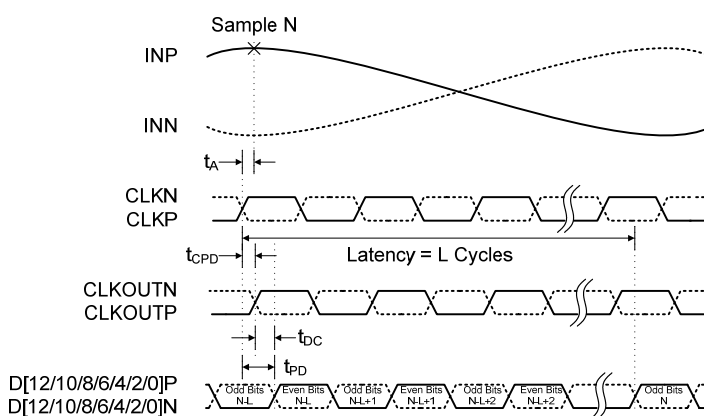 Sample N
INP
INN
tA
CLKN
CLKP
tCPD
Latency = L Cycles
CLKOUTN
CLKOUTP
tDC
tPD
D[12/10/8/6/4/2/0]P
D[12/10/8/6/4/2/0]N
Odd Bits
N-L
Even Bits
N-L
Odd Bits
N-L+1
Even Bits
N-L+1
Odd Bits
N-L+2
Even Bits
N-L+2
Odd Bits
N